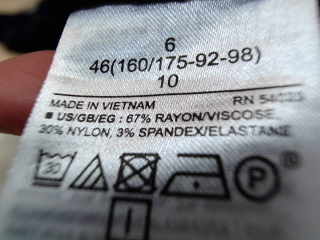 6
46(160/175-92-98)
10
MADE IN VIETNAM RN
■ US/GB/EG : 67% RAYON/VISCOSE,
30% NYLON, 3% SPANDEX/ELASTANE
30
P